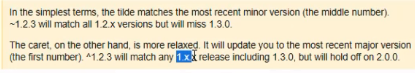 In the simplest terms, the tilde matches the most recent minor version (the middle number).
~1.2.3 will match all 1.2.x versions but will miss 1.3.0.
The caret, on the other hand, is more relaxed. It will update you to the most recent major version
(the first number). ^1.2.3 will match any 1.x.x release including 1.3.0, but will hold off on 2.0.0.